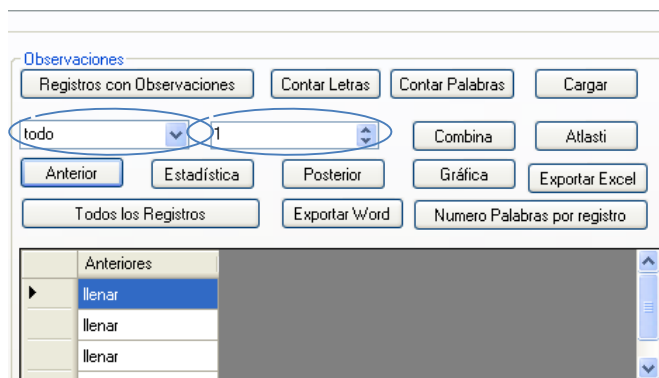 Observaciones
Registros con Observaciones Contar Letras Contar Palabras Cargar
todo 1 Combina Atlasti
Anterior Estadística Posterior Gráfica Exportar Excel
Todos los Registros Exportar Word Numero Palabras por registro
Anteriores
llenar
llenar
llenar